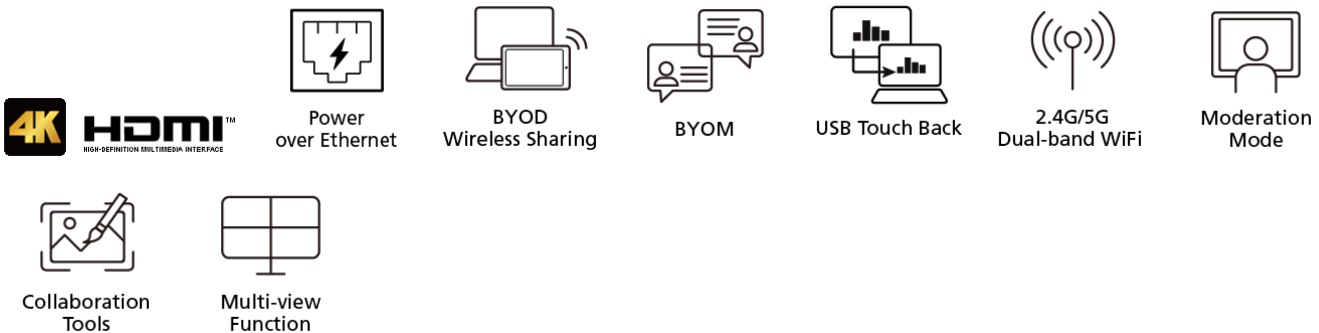 4K
HDMI™
HIGH-DEFINITION MULTIMEDIA INTERFACE
Power
over Ethernet
BYOD
Wireless Sharing
BYOM
USB Touch Back
2.4G/5G
Dual-band WiFi
Moderation
Mode
Collaboration
Tools
Multi-view
Function